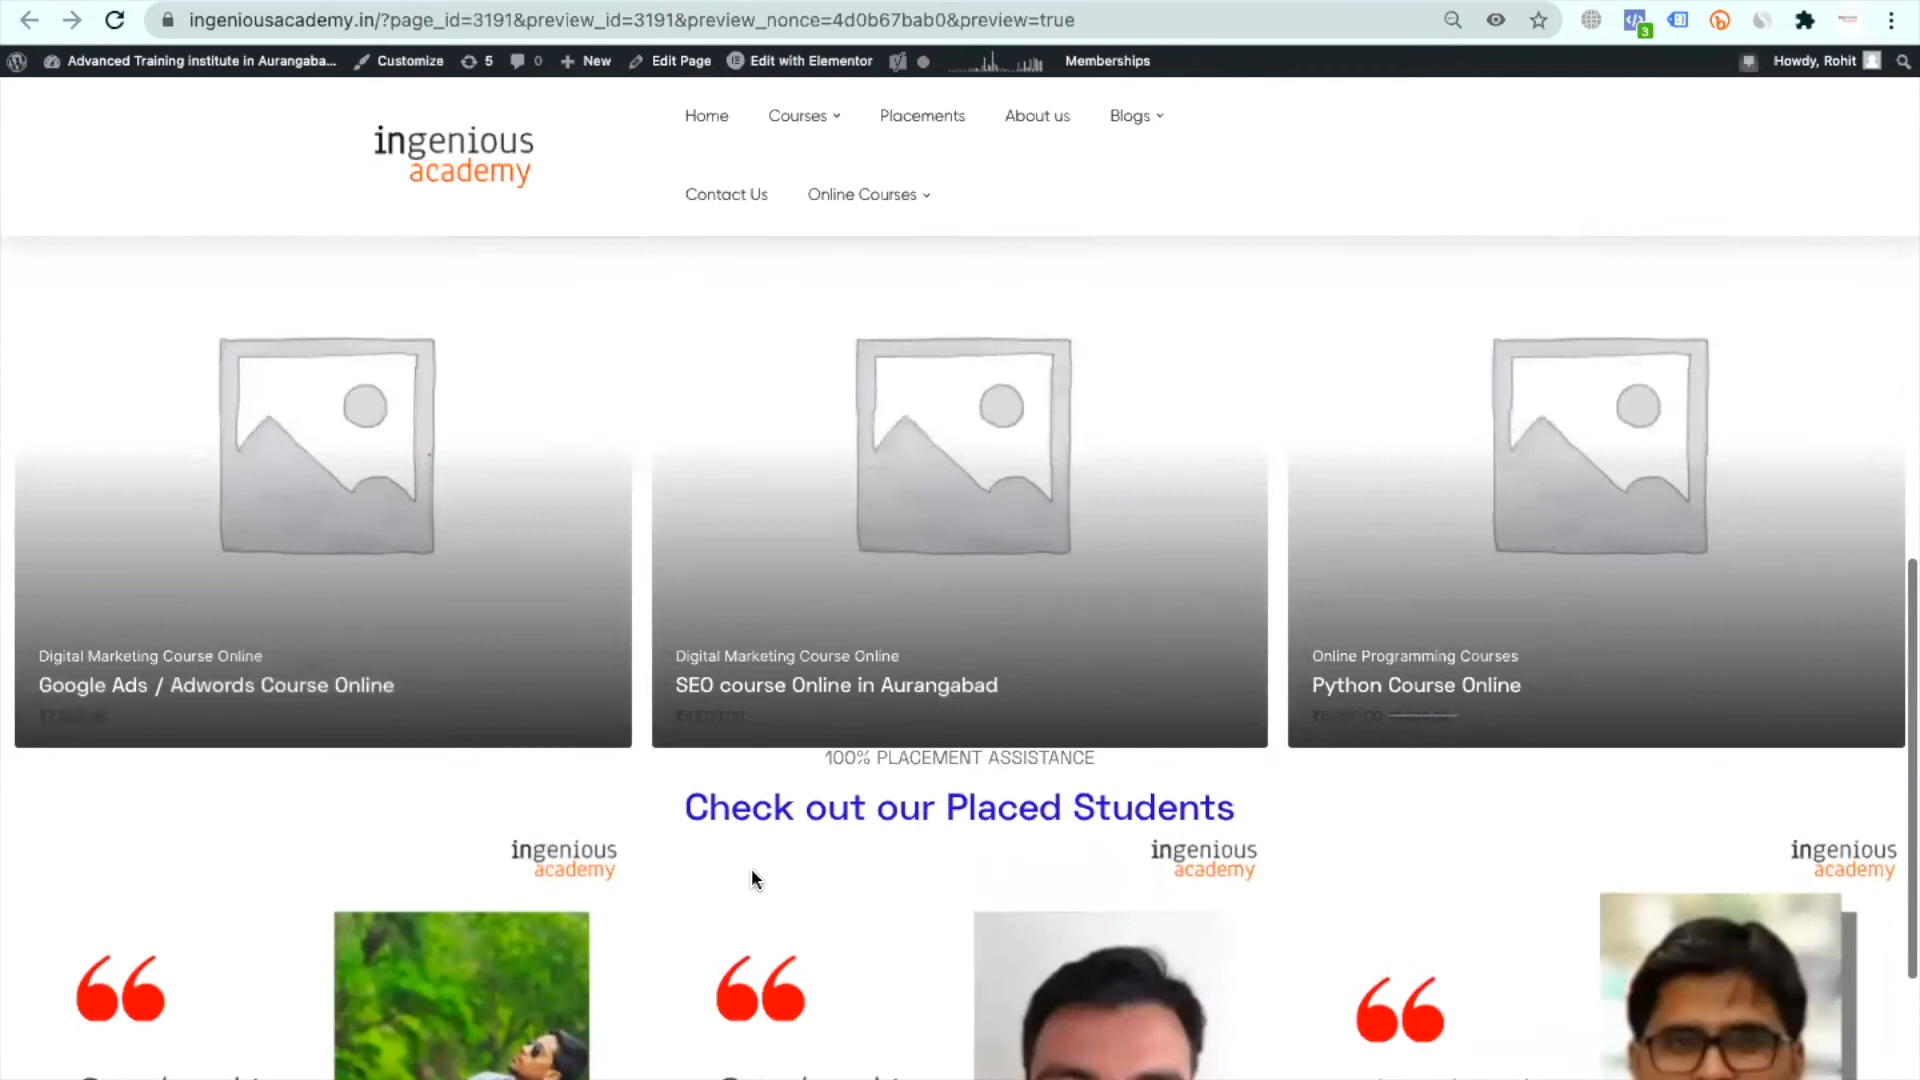 ingeniousacademy.in/?page_id=3191&preview_id=3191&preview_nonce=4d0b67bab0&preview=true
3
Advanced Training institute in Aurangaba... Customize 5 0 New Edit Page Edit with Elementor Memberships Howdy, Rohit
Home Courses Placements About us Blogs
ingenious
academy
Contact Us Online Courses
Digital Marketing Course Online
Google Ads / Adwords Course Online
Digital Marketing Course Online
SEO course Online in Aurangabad
Online Programming Courses
Python Course Online
100% PLACEMENT ASSISTANCE
Check out our Placed Students
ingenious
academy
ingenious
academy
ingenious
academy